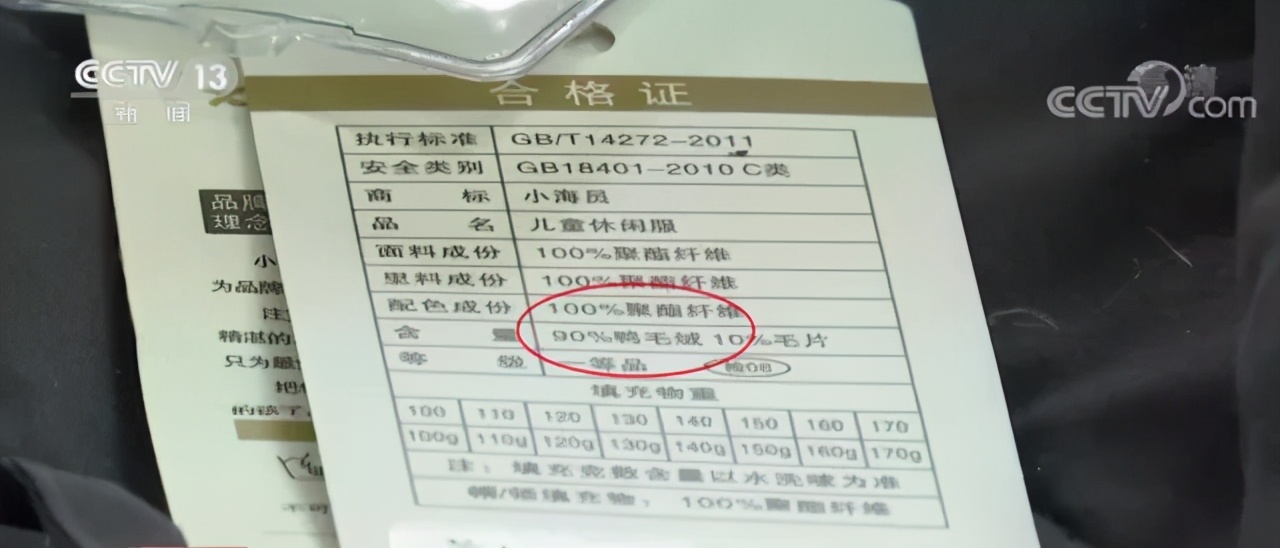 CCTV 13
新闻
CCTV com
合格证
执行标准 GB/T14272-2011
安全类别 GB18401-2010 C类
商标 小海员
品名 儿童休闲服
面料成份 100%聚酯纤维
里料成份 100%聚酯纤维
配色成份 100%聚酯纤维
含量 90%鸭毛绒 10%毛片
等级 一等品
填充物重
100 110 120 130 140 150 160 170
100g 110g 120g 130g 140g 150g 160g 170g
注：填充克数含量以水洗唛为准
填充物：100%聚酯纤维
品牌
理念
小
为品牌
精湛的
只为
把
的孩子